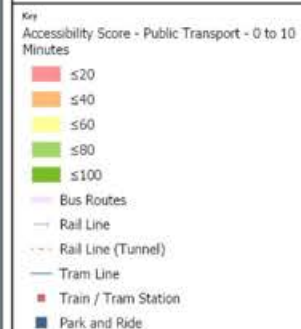 Key
Accessibility Score - Public Transport - 0 to 10
Minutes
≤20
≤40
≤60
≤80
≤100
Bus Routes
Rail Line
Rail Line (Tunnel)
Tram Line
Train / Tram Station
Park and Ride